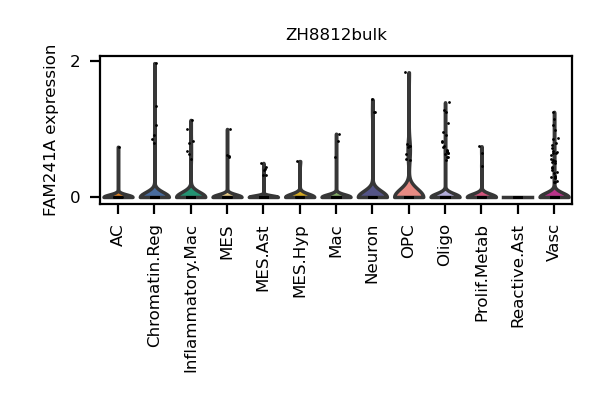 ZH8812bulk
FAM241A expression
2
0
AC
Chromatin.Reg
Inflammatory.Mac
MES
MES.Ast
MES.Hyp
Mac
Neuron
OPC
Oligo
Prolif.Metab
Reactive.Ast
Vasc